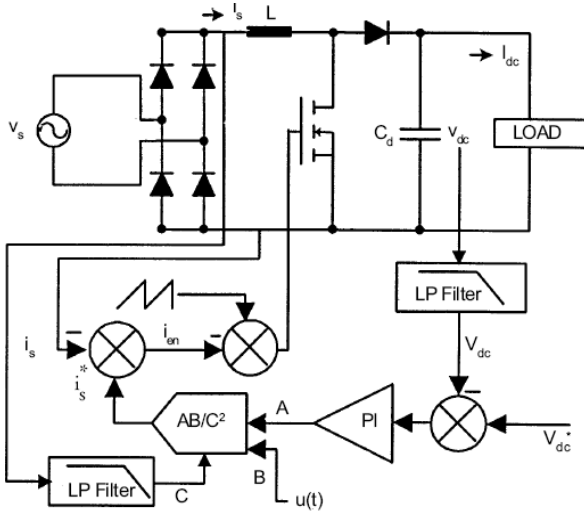 i_s
L
I_dc
v_s
C_d
v_dc
LOAD
LP Filter
i_s
i_en
V_dc
i_s^*
AB/C²
A
PI
B
V_dc*
LP Filter
C
u(t)